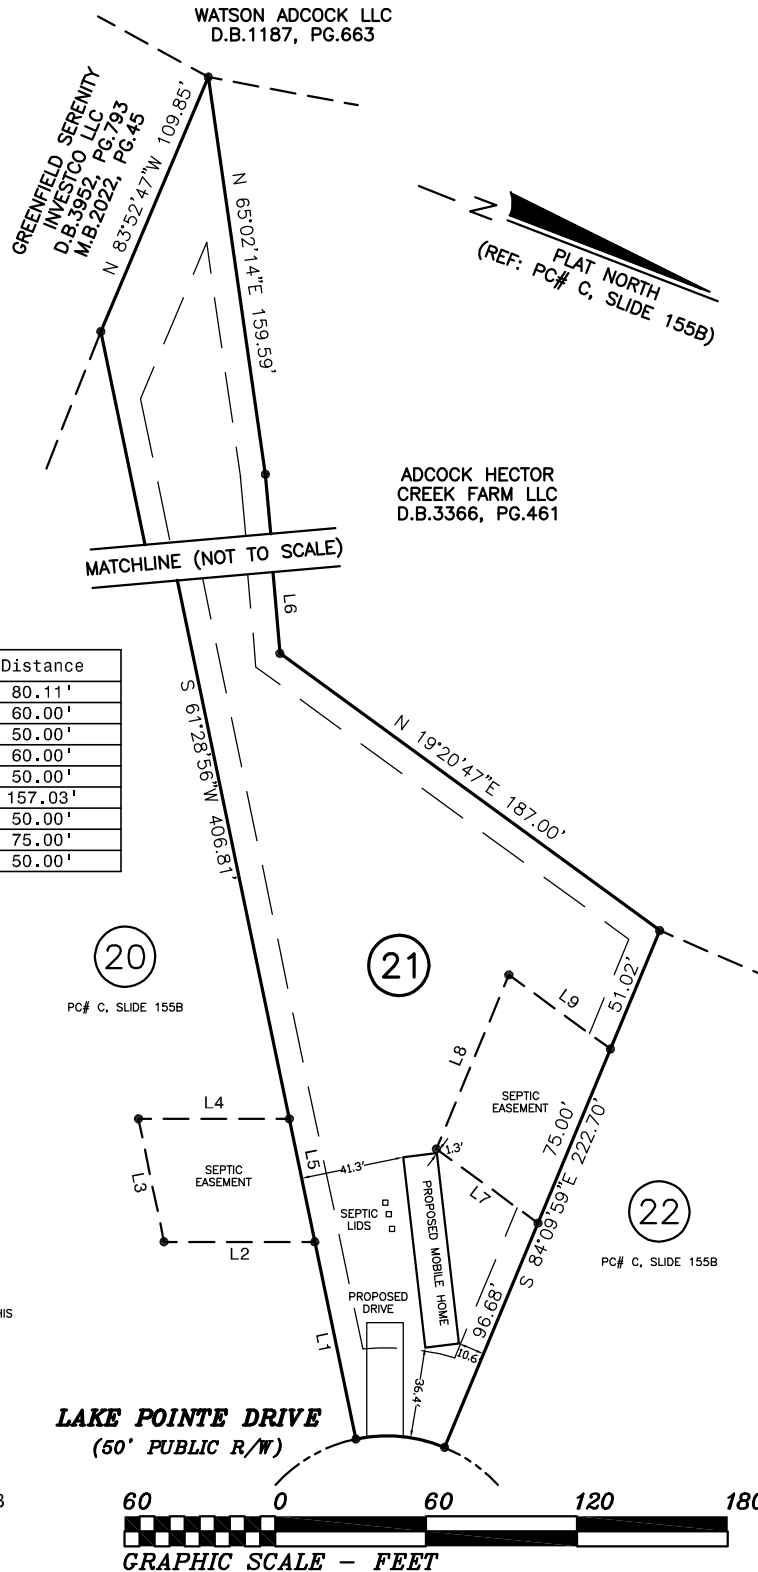 WATSON ADCOCK LLC
D.B.1187, PG.663
GREENFIELD SERENITY
INVESTCO LLC
D.B.3952, PG.793
M.B.2022, PG.45
N 83°52'47"W 109.85'
N 65°02'14"E 159.59'
N
PLAT NORTH
(REF: PC# C, SLIDE 155B)
ADCOCK HECTOR
CREEK FARM LLC
D.B.3366, PG.461
MATCHLINE (NOT TO SCALE)
L6
Distance
80.11'
60.00'
50.00'
60.00'
50.00'
157.03'
50.00'
75.00'
50.00'
S 61°28'56"W 406.81'
N 19°20'47"E 187.00'
20
PC# C, SLIDE 155B
21
51.02'
L9
L8
SEPTIC
EASEMENT
75.00'
S 84°09'59"E 222.70'
L4
L3
SEPTIC
EASEMENT
L5
L2
41.3'
1.3'
L7
SEPTIC
LIDS
PROPOSED MOBILE HOME
22
PC# C, SLIDE 155B
PROPOSED
DRIVE
HIS
L1
96.68'
10.6'
36.4'
LAKE POINTE DRIVE
(50' PUBLIC R/W)
60 0 60 120 180
GRAPHIC SCALE - FEET